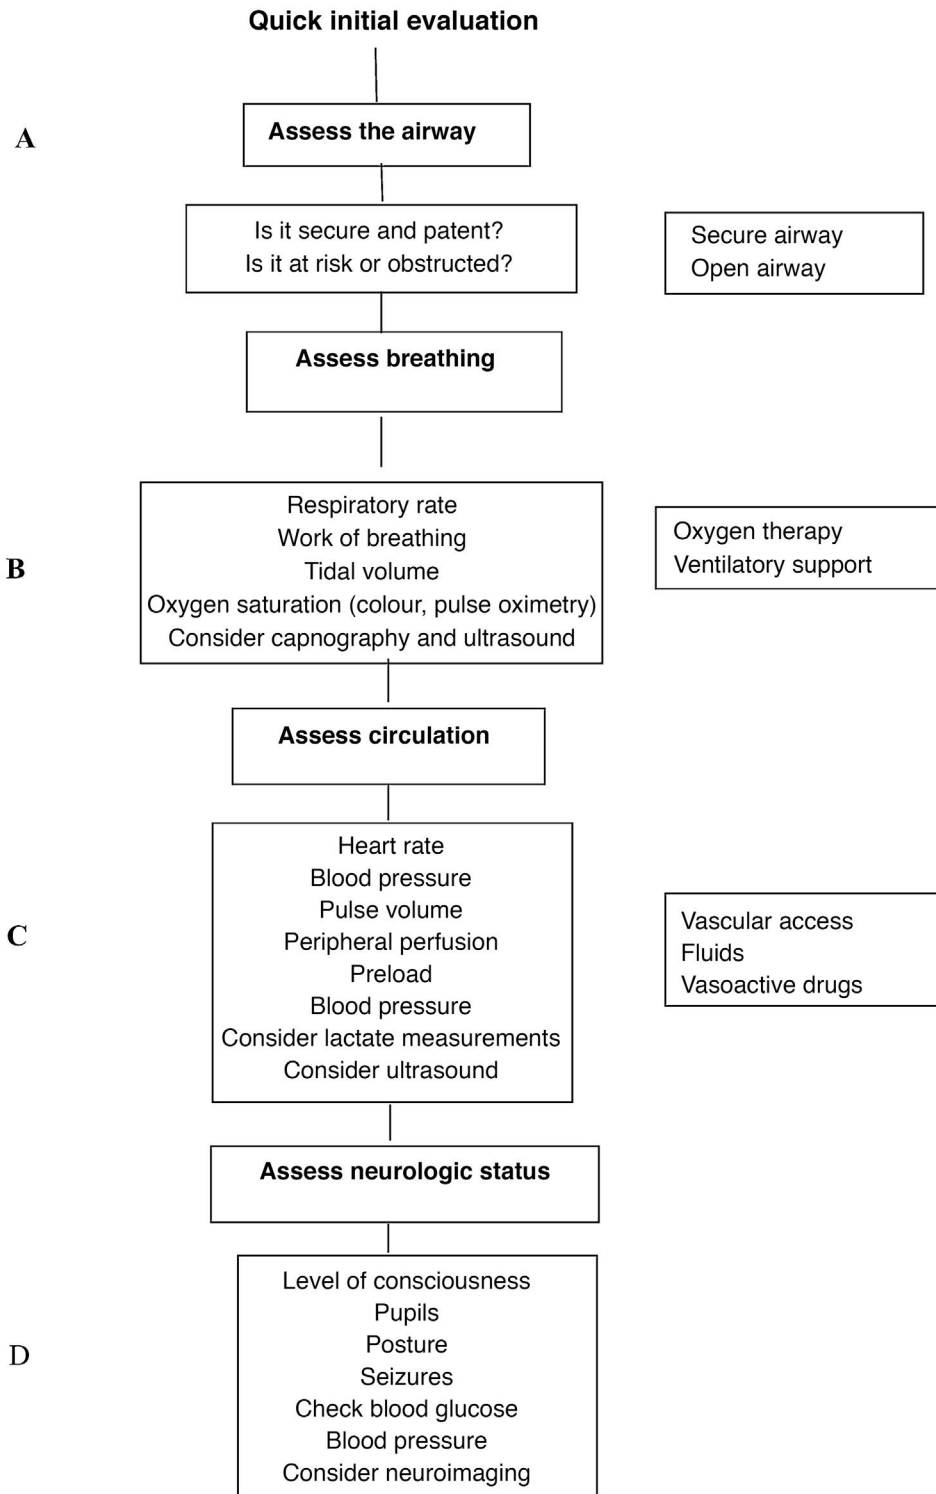 Quick initial evaluation
A
Assess the airway
Is it secure and patent?
Is it at risk or obstructed?
Secure airway
Open airway
Assess breathing
B
Respiratory rate
Work of breathing
Tidal volume
Oxygen saturation (colour, pulse oximetry)
Consider capnography and ultrasound
Oxygen therapy
Ventilatory support
Assess circulation
C
Heart rate
Blood pressure
Pulse volume
Peripheral perfusion
Preload
Blood pressure
Consider lactate measurements
Consider ultrasound
Vascular access
Fluids
Vasoactive drugs
Assess neurologic status
D
Level of consciousness
Pupils
Posture
Seizures
Check blood glucose
Blood pressure
Consider neuroimaging